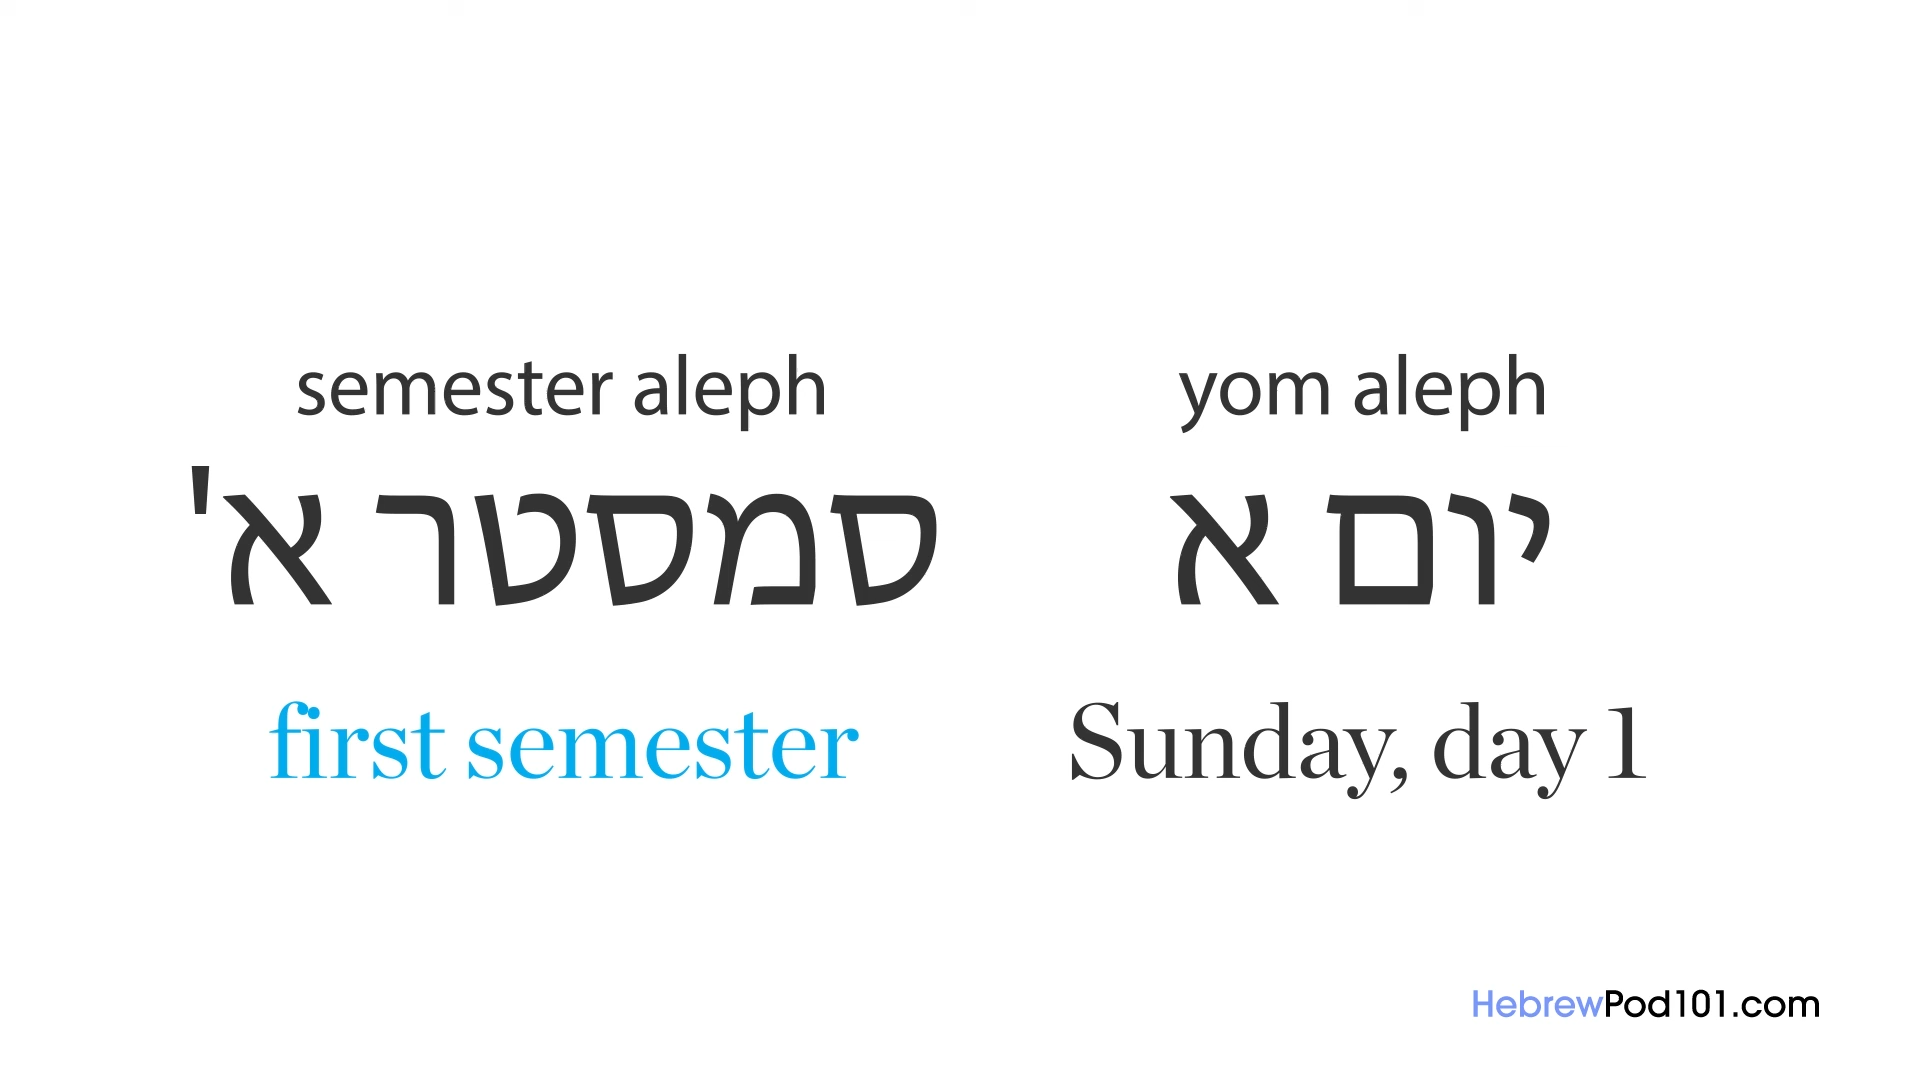 semester aleph
סמסטר א'
first semester
yom aleph
יום א
Sunday, day 1
HebrewPod101.com